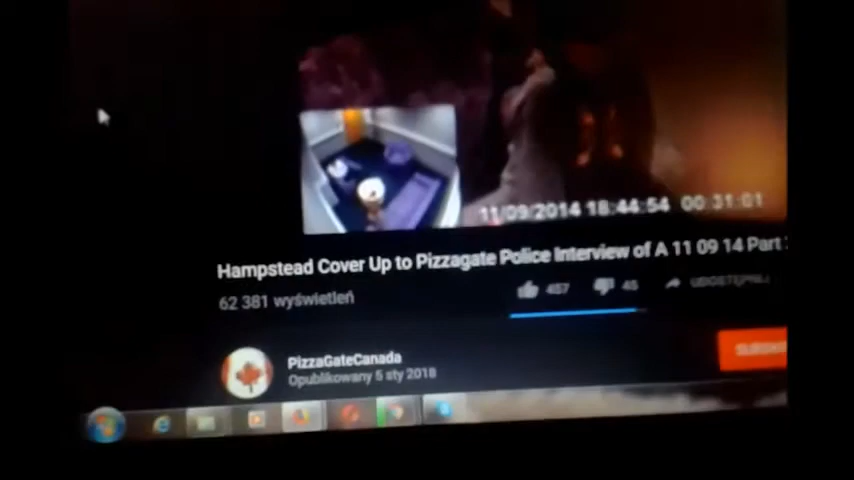 11/09/2014 18:44:54 00:31:01
Hampstead Cover Up to Pizzagate Police Interview of A 11 09 14 Part
62 381 wyświetleń
457
45
UDOSTĘPNIJ
PizzaGateCanada
Opublikowany 5 sty 2018